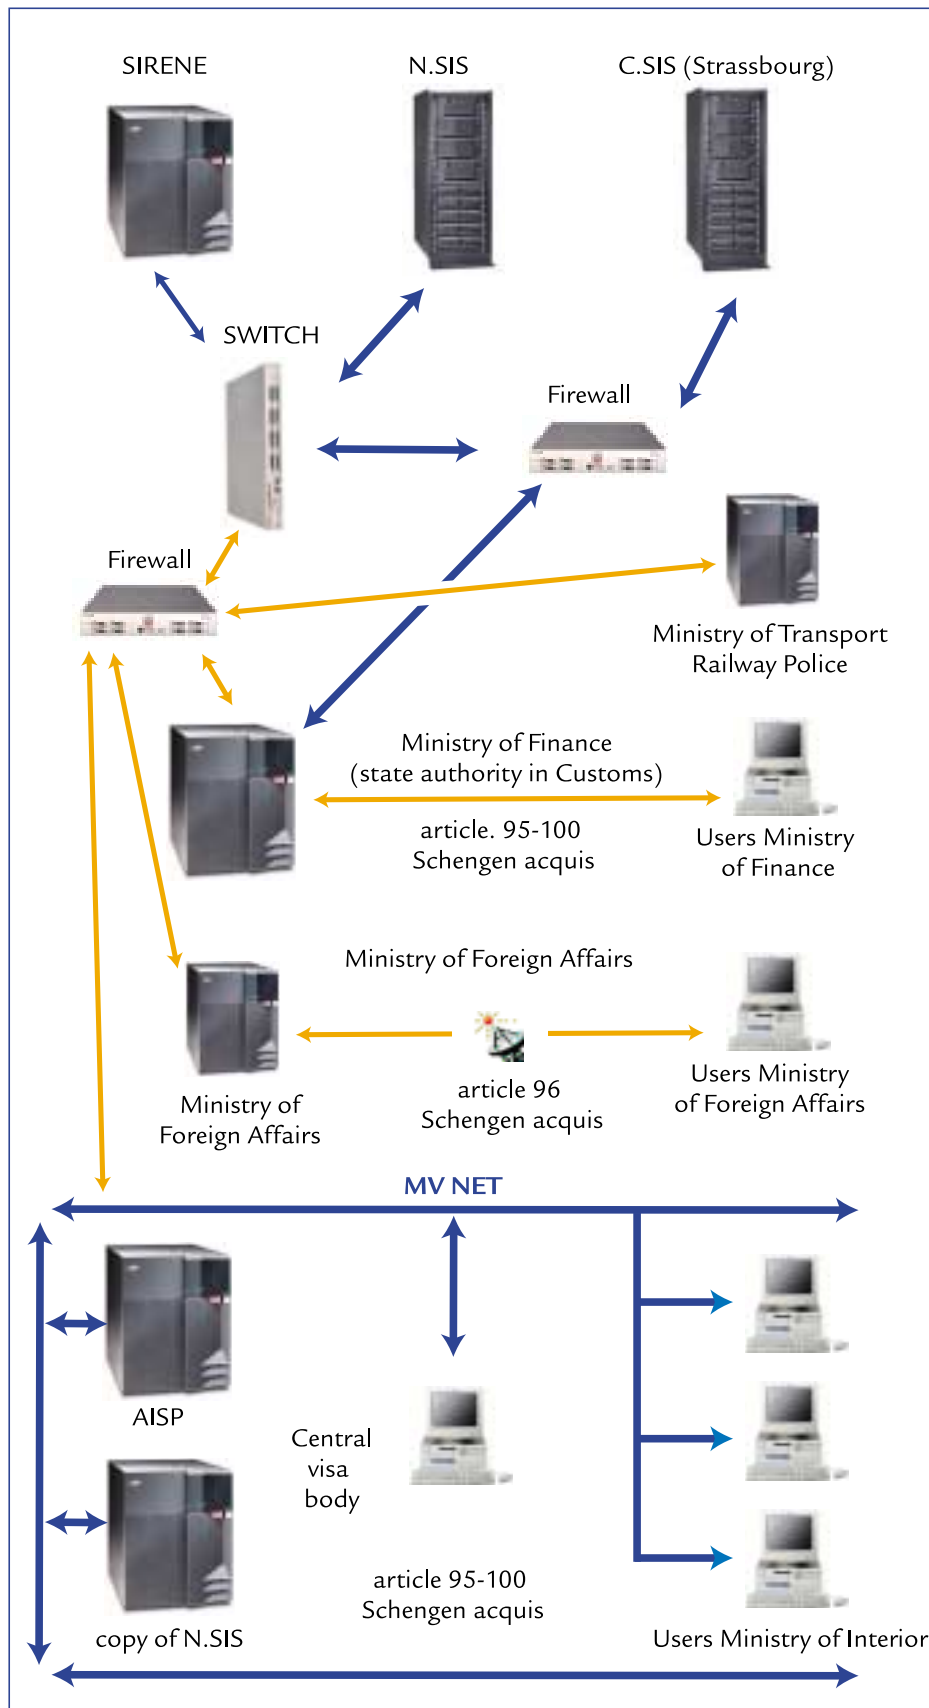 SIRENE
N.SIS
C.SIS (Strassbourg)
SWITCH
Firewall
Firewall
Ministry of Transport
Railway Police
Ministry of Finance
(state authority in Customs)
article. 95-100
Schengen acquis
Users Ministry
of Finance
Ministry of Foreign Affairs
article 96
Schengen acquis
Users Ministry
of Foreign Affairs
Ministry of
Foreign Affairs
MV NET
AISP
Central
visa
body
article 95-100
Schengen acquis
copy of N.SIS
Users Ministry of Interior